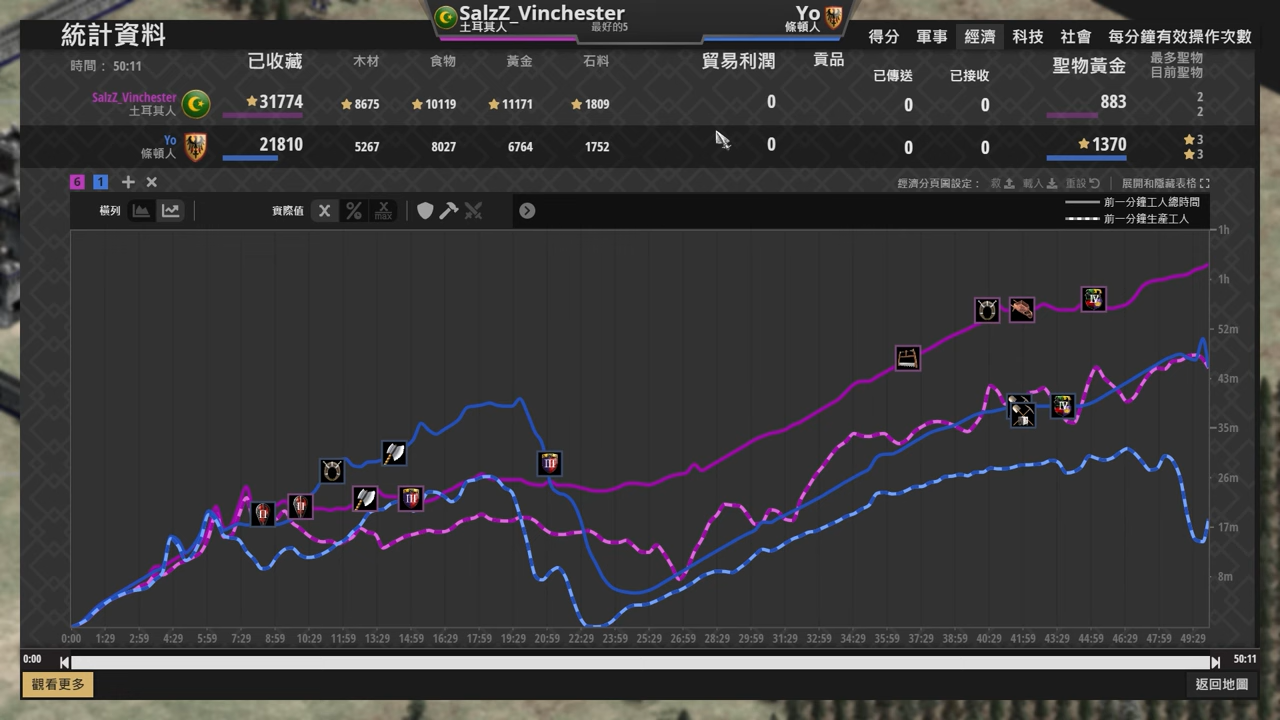 SalzZ_Vinchester
土耳其人
最好的5
Yo
條頓人
統計資料
得分 軍事 經濟 科技 社會 每分鐘有效操作次數
時間： 50:11
已收藏 木材 食物 黃金 石料 貿易利潤 貢品 已傳送 已接收 聖物黃金 最多聖物
目前聖物
SalzZ_Vinchester
土耳其人
31774 8675 10119 11171 1809 0 0 0 883 2
2
Yo
條頓人
21810 5267 8027 6764 1752 0 0 0 1370 3
3
6 1
經濟分頁圖設定： 載入 重設 展開和隱藏表格
橫列 實際值 X % X
max
前一分鐘工人總時間
前一分鐘生產工人
1h
1h
52m
43m
35m
26m
17m
8m
II II III III IV IV
0:00 1:29 2:59 4:29 5:59 7:29 8:59 10:29 11:59 13:29 14:59 16:29 17:59 19:29 20:59 22:29 23:59 25:29 26:59 28:29 29:59 31:29 32:59 34:29 35:59 37:29 38:59 40:29 41:59 43:29 44:59 46:29 47:59 49:29
0:00 50:11
觀看更多 返回地圖